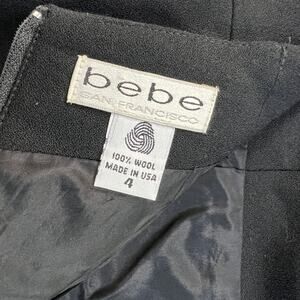 bebe
SAN FRANCISCO
100% WOOL
MADE IN USA
4